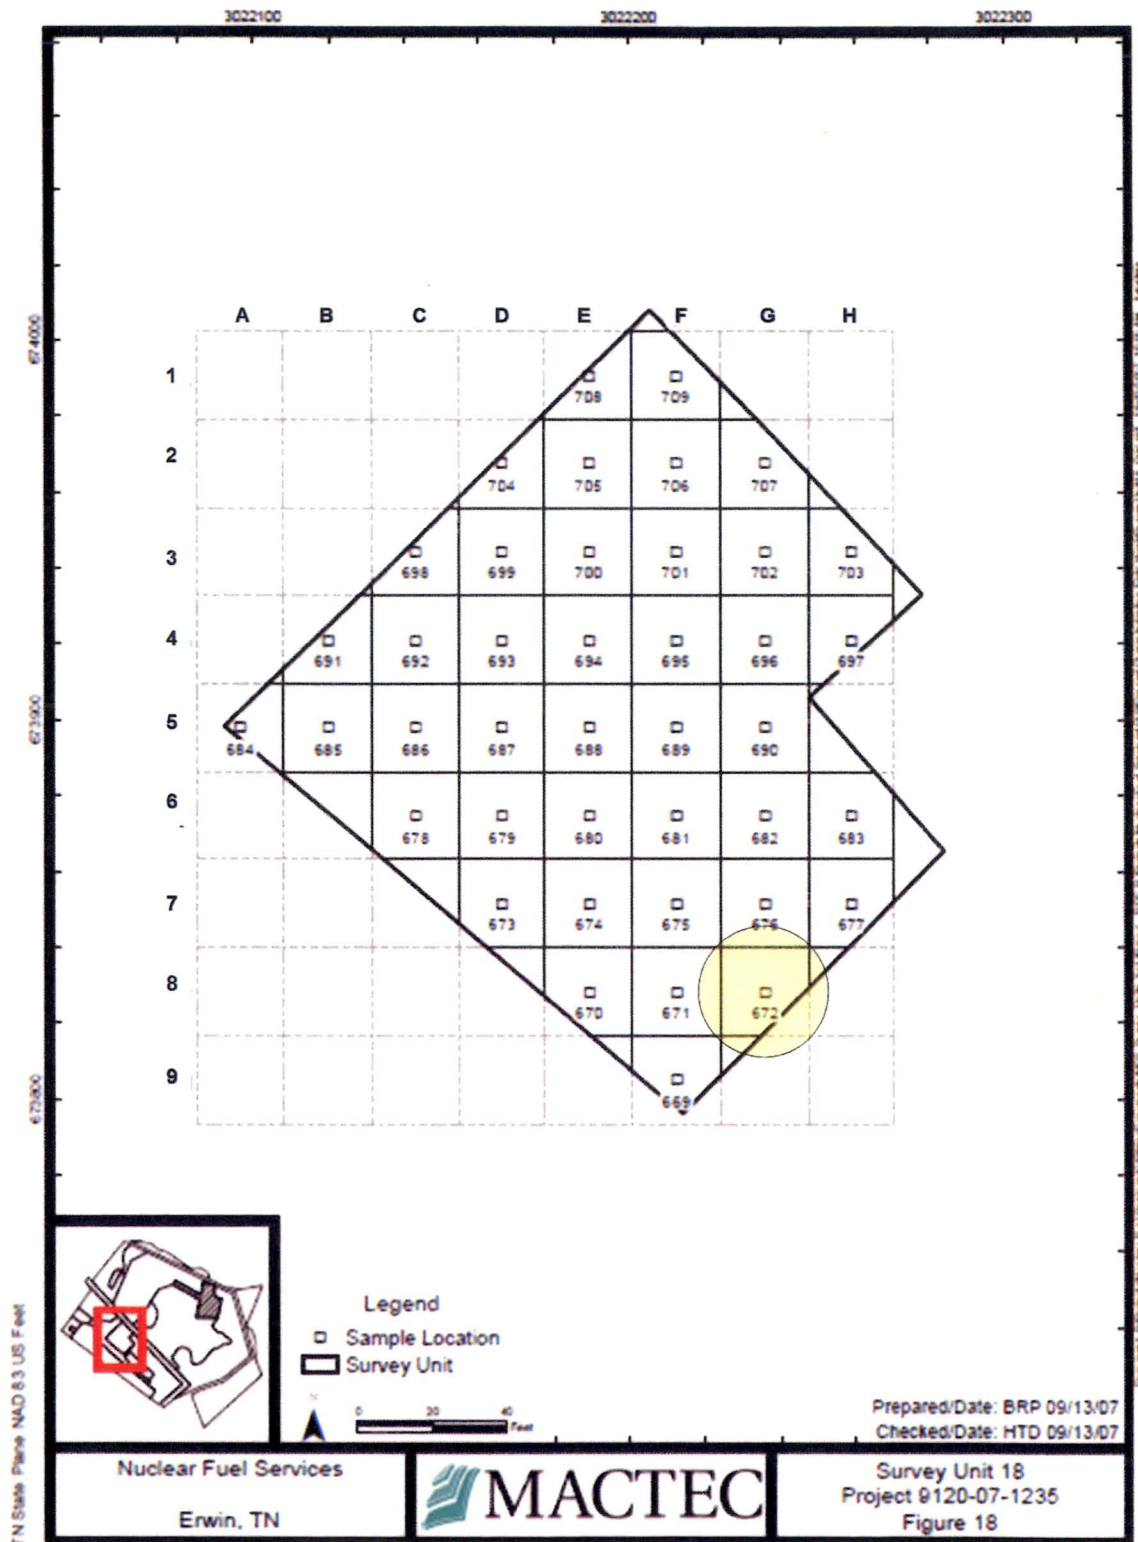 3022100 3022200 3022300
674000
673900
673800
A B C D E F G H
1
708 709
2
704 705 706 707
3
698 699 700 701 702 703
4
691 692 693 694 695 696 697
5
684 685 686 687 688 689 690
6
678 679 680 681 682 683
7
673 674 675 676 677
8
670 671 672
9
669
TN State Plane NAD 83 US Feet
Legend
Sample Location
Survey Unit
N
0 20 40
Feet
Prepared/Date: BRP 09/13/07
Checked/Date: HTD 09/13/07
Nuclear Fuel Services
Erwin, TN
MACTEC
Survey Unit 18
Project 9120-07-1235
Figure 18